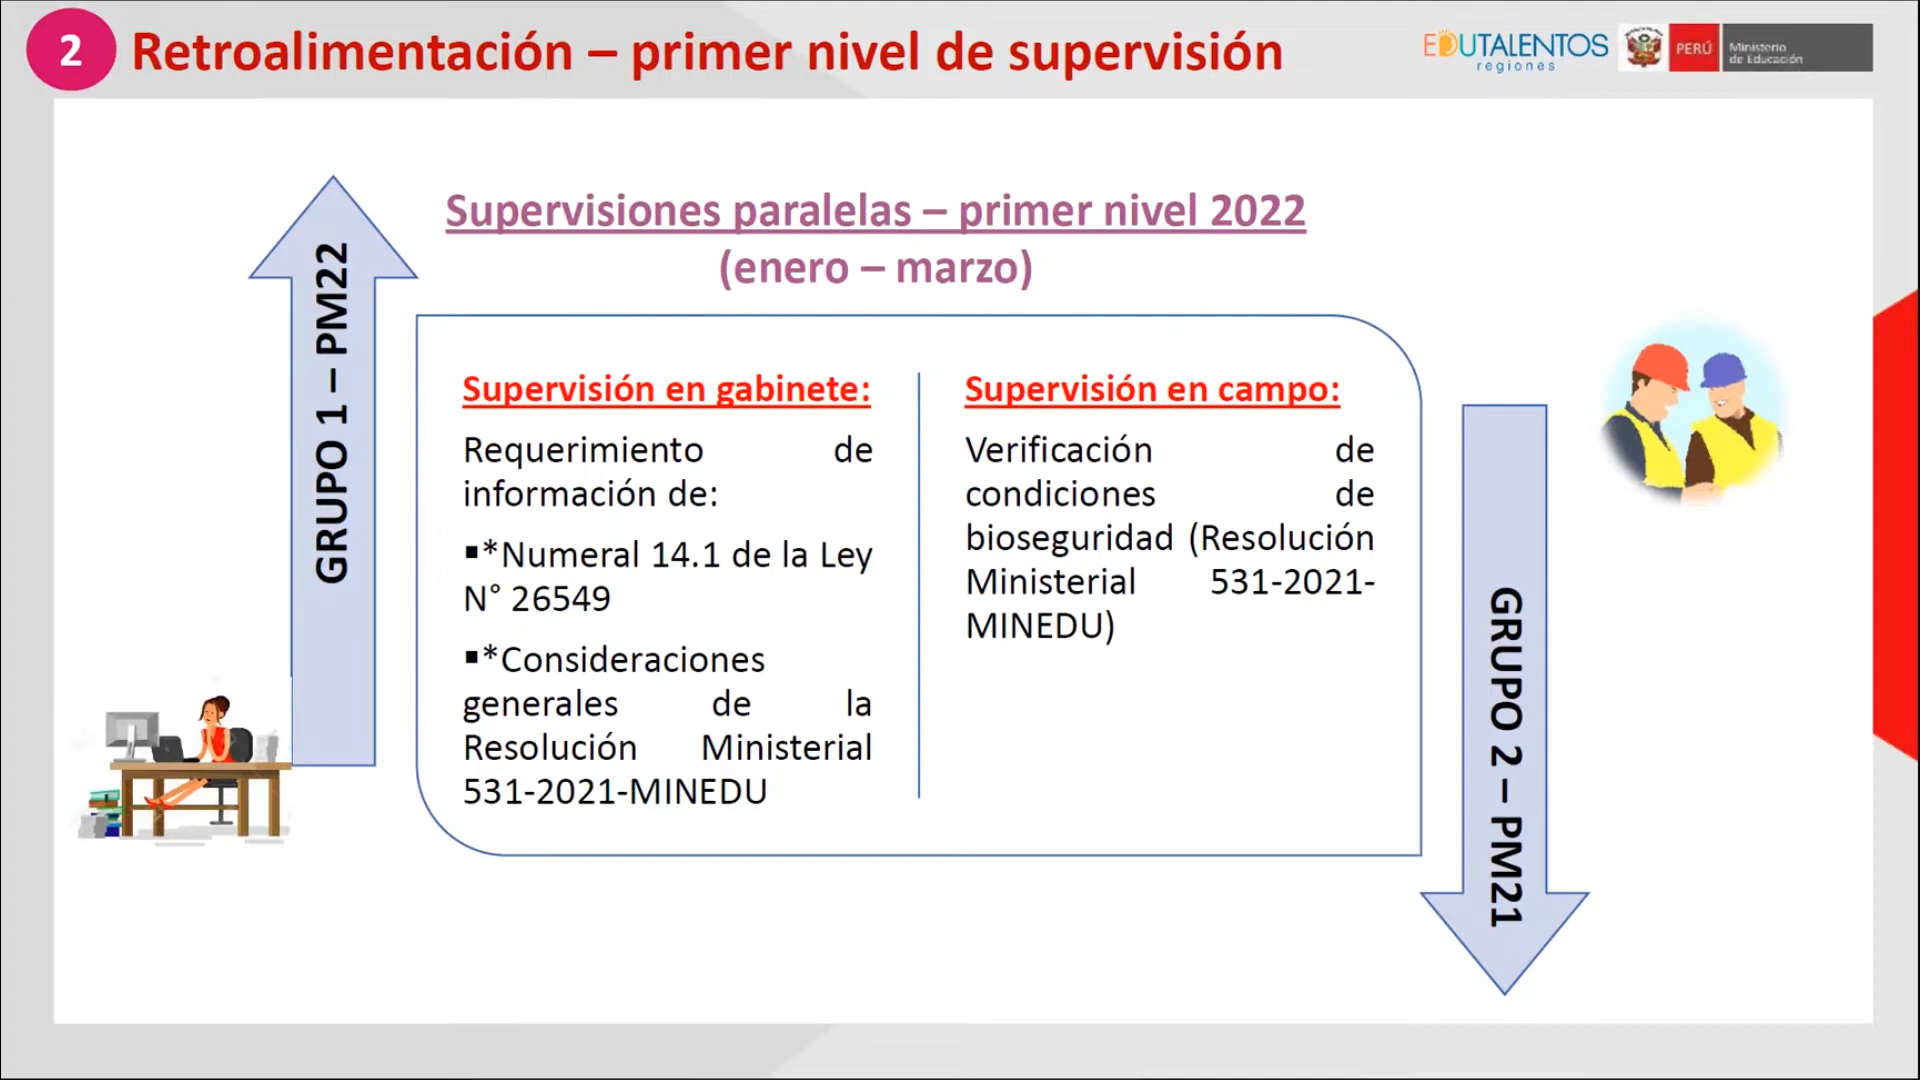 2
Retroalimentación – primer nivel de supervisión
EDUTALENTOS
regiones
PERÚ
Ministerio
de Educación
Supervisiones paralelas – primer nivel 2022
(enero – marzo)
GRUPO 1 – PM22
Supervisión en gabinete:
Requerimiento de
información de:
▪*Numeral 14.1 de la Ley
N° 26549
▪*Consideraciones
generales de la
Resolución Ministerial
531-2021-MINEDU
Supervisión en campo:
Verificación de
condiciones de
bioseguridad (Resolución
Ministerial 531-2021-
MINEDU)
GRUPO 2 – PM21